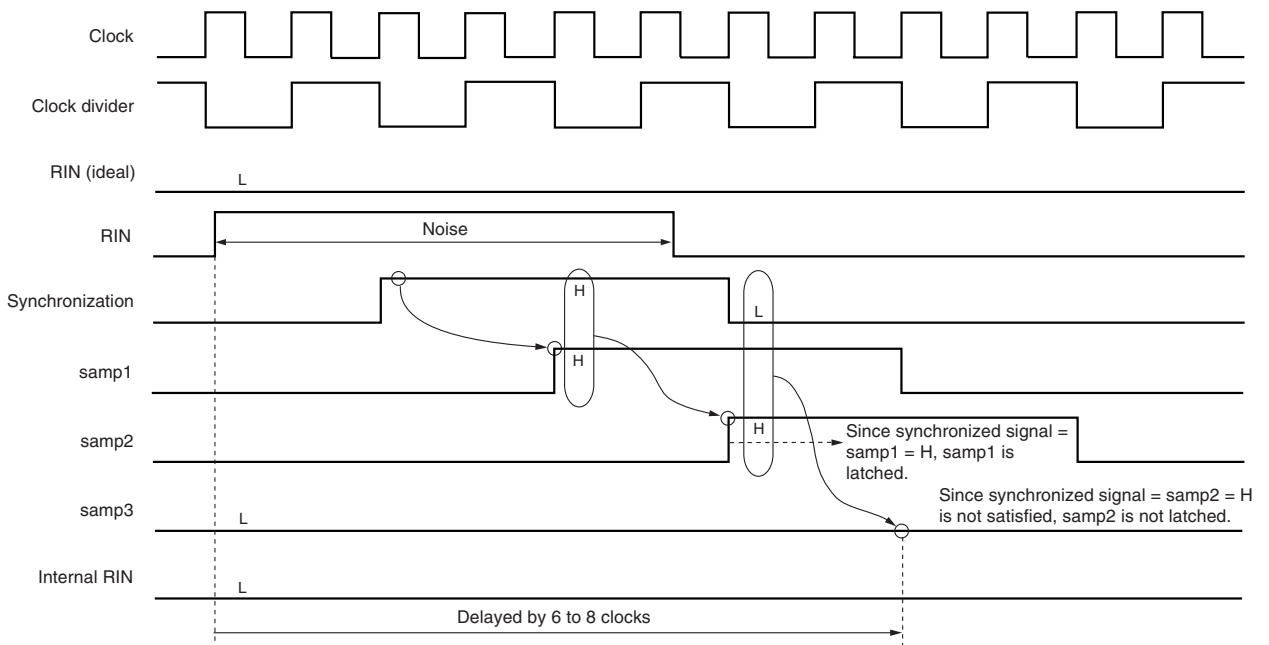 Clock
Clock divider
RIN (ideal)
L
RIN
Noise
Synchronization
H
L
samp1
H
samp2
H
Since synchronized signal =
samp1 = H, samp1 is
latched.
samp3
L
Since synchronized signal = samp2 = H
is not satisfied, samp2 is not latched.
Internal RIN
L
Delayed by 6 to 8 clocks